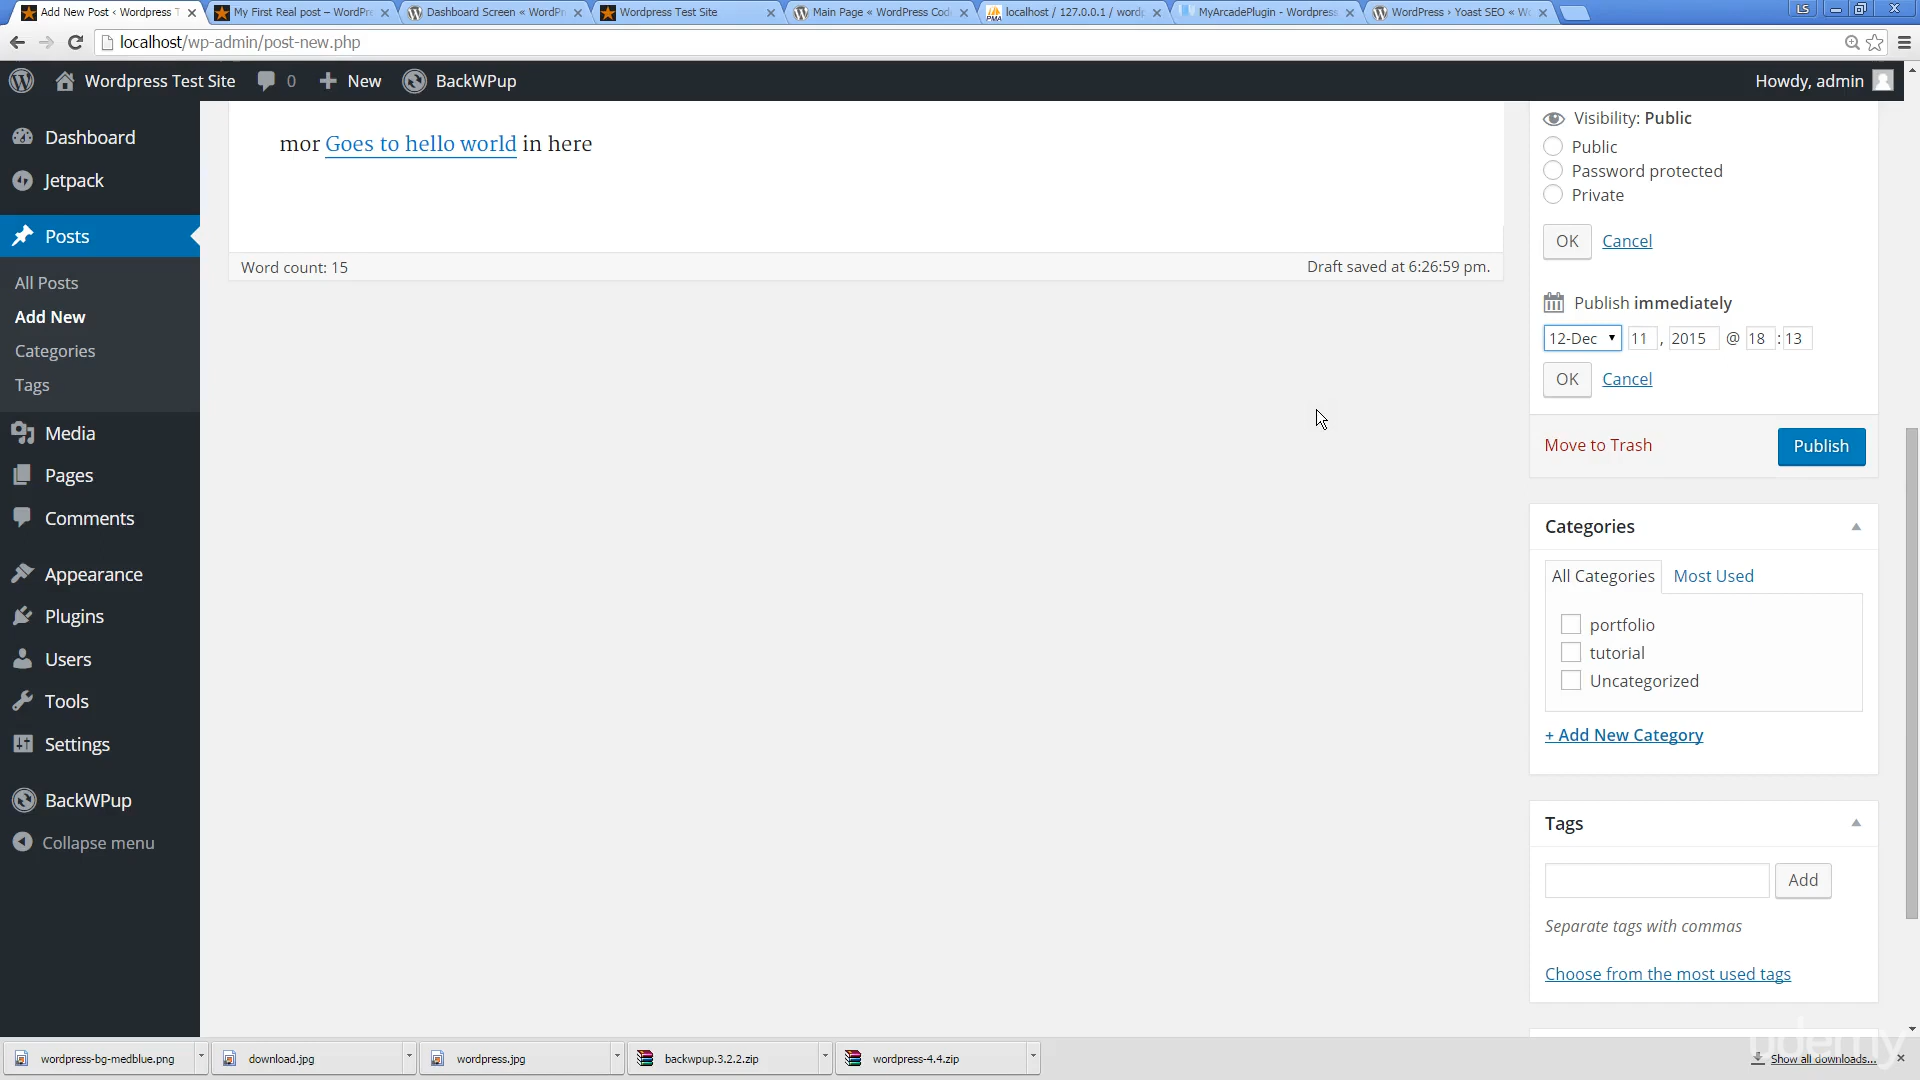 Add New Post ‹ Wordpress T
My First Real post – WordPre
Dashboard Screen « WordPr
Wordpress Test Site
Main Page « WordPress Cod
localhost / 127.0.0.1 / wordp
MyArcadePlugin - Wordpress
WordPress › Yoast SEO « Wo
LS
localhost/wp-admin/post-new.php
Wordpress Test Site
0
New
BackWPup
Howdy, admin
Dashboard
Jetpack
Posts
All Posts
Add New
Categories
Tags
Media
Pages
Comments
Appearance
Plugins
Users
Tools
Settings
BackWPup
Collapse menu
mor Goes to hello world in here
Word count: 15
Draft saved at 6:26:59 pm.
Visibility: Public
Public
Password protected
Private
OK Cancel
Publish immediately
12-Dec 11 , 2015 @ 18 : 13
OK Cancel
Move to Trash
Publish
Categories
All Categories Most Used
portfolio
tutorial
Uncategorized
+ Add New Category
Tags
Add
Separate tags with commas
Choose from the most used tags
wordpress-bg-medblue.png
download.jpg
wordpress.jpg
backwpup.3.2.2.zip
wordpress-4.4.zip
Show all downloads...
udemy